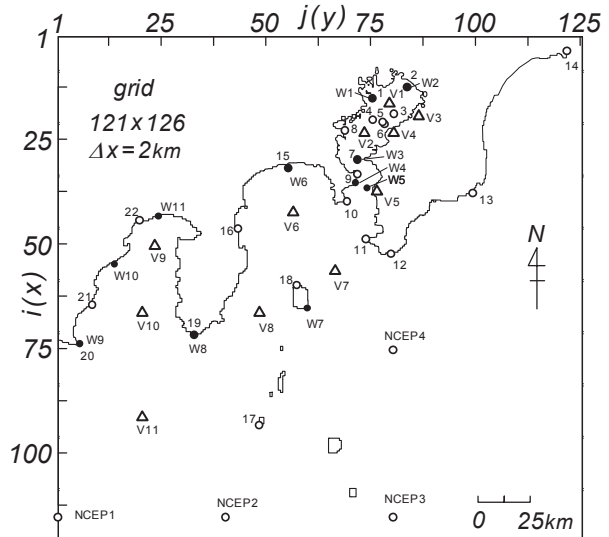 j(y)
1 25 50 75 100 125
1
25
50
75
100
i(x)
grid
121x126
Δx=2km
2
W1 1 W2
V1
14
4 5 3 V3
8 6
V2 V4
7 W3
15
W4
W6 9 W5
V5
13
10
22 W11
V6
16
11
12
N
V9
W10
V7
18
21
V10 V8
W7
19
W9
W8
20
NCEP4
V11
17
NCEP1
NCEP2
NCEP3
0 25km